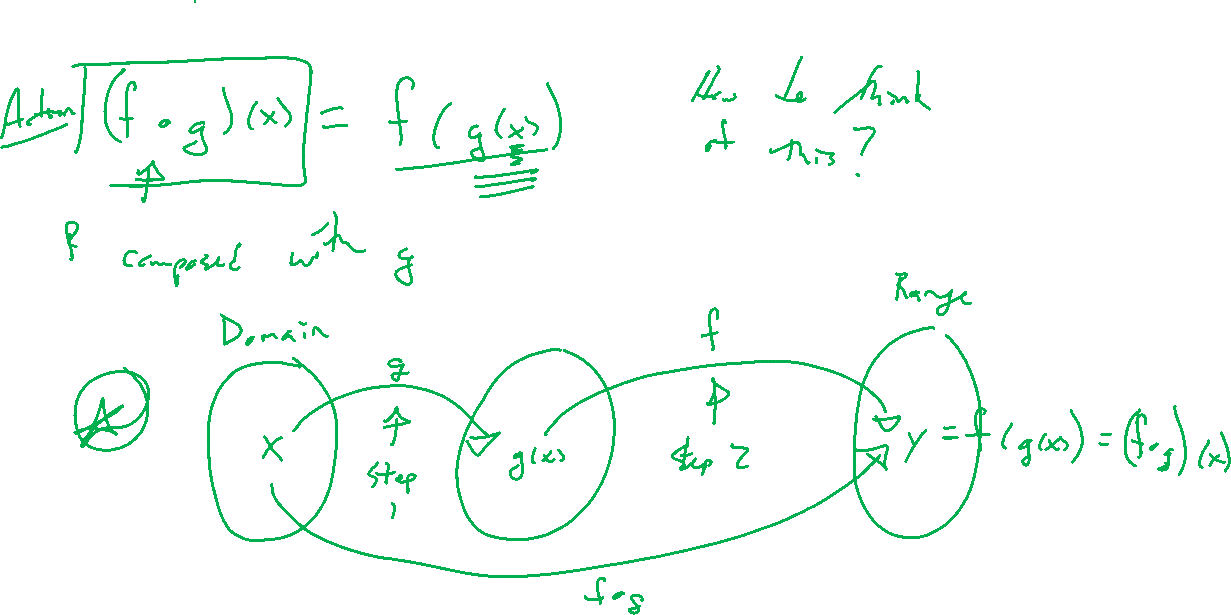 Action (f ∘ g)(x) = f(g(x)) How to think
of this?
f composed with g
Domain g f Range
x g(x) y = f(g(x)) = (f ∘ g)(x)
step 1 step 2
f ∘ g